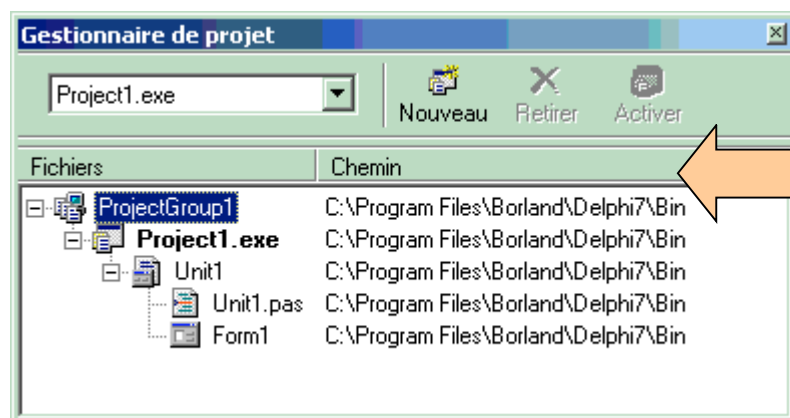 Gestionnaire de projet
Project1.exe
Nouveau Retirer Activer
Fichiers Chemin
ProjectGroup1 C:\Program Files\Borland\Delphi7\Bin
Project1.exe C:\Program Files\Borland\Delphi7\Bin
Unit1 C:\Program Files\Borland\Delphi7\Bin
Unit1.pas C:\Program Files\Borland\Delphi7\Bin
Form1 C:\Program Files\Borland\Delphi7\Bin